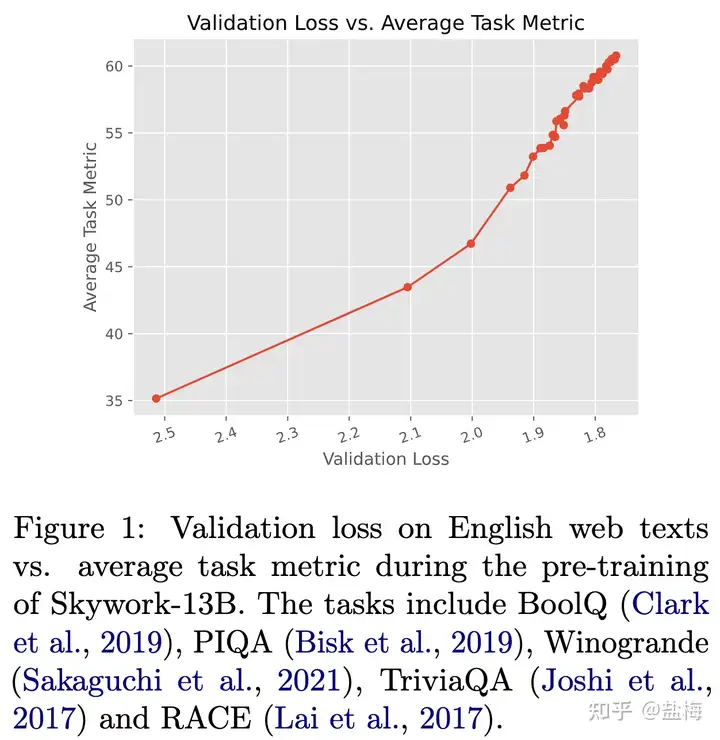 Validation Loss vs. Average Task Metric
60
55
50
45
40
35
Average Task Metric
2.5 2.4 2.3 2.2 2.1 2.0 1.9 1.8
Validation Loss
Figure 1: Validation loss on English web texts
vs. average task metric during the pre-training
of Skywork-13B. The tasks include BoolQ (Clark
et al., 2019), PIQA (Bisk et al., 2019), Winogrande
(Sakaguchi et al., 2021), TriviaQA (Joshi et al.,
2017) and RACE (Lai et al., 2017).
知乎 @盐梅